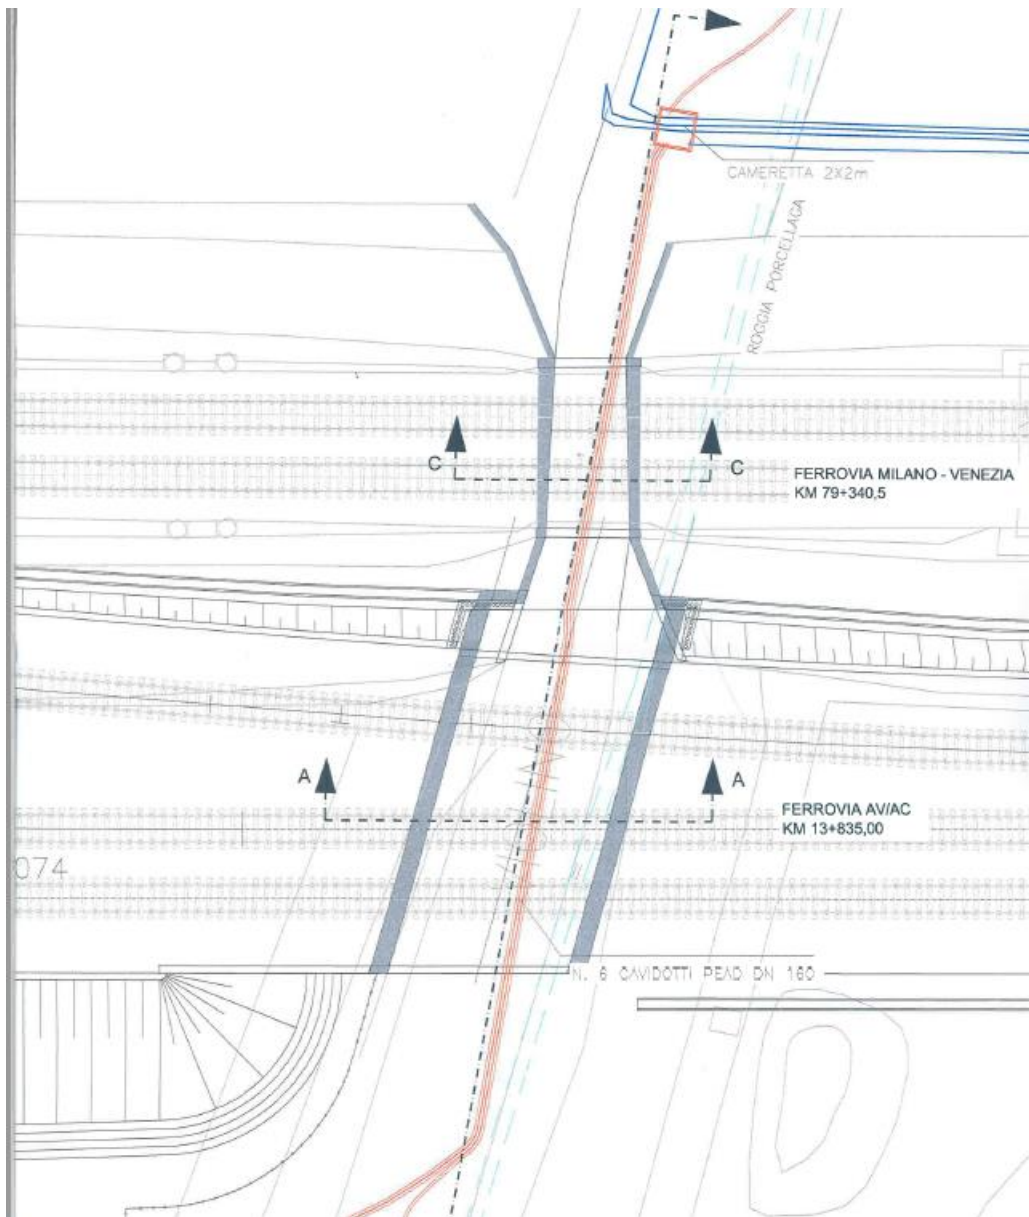 CAMERETTA 2X2m
ROGGIA PORCELLAGA
C
C
FERROVIA MILANO - VENEZIA
KM 79+340,5
A
A
FERROVIA AV/AC
KM 13+835,00
074
N. 6 CAVIDOTTI PEAD DN 160